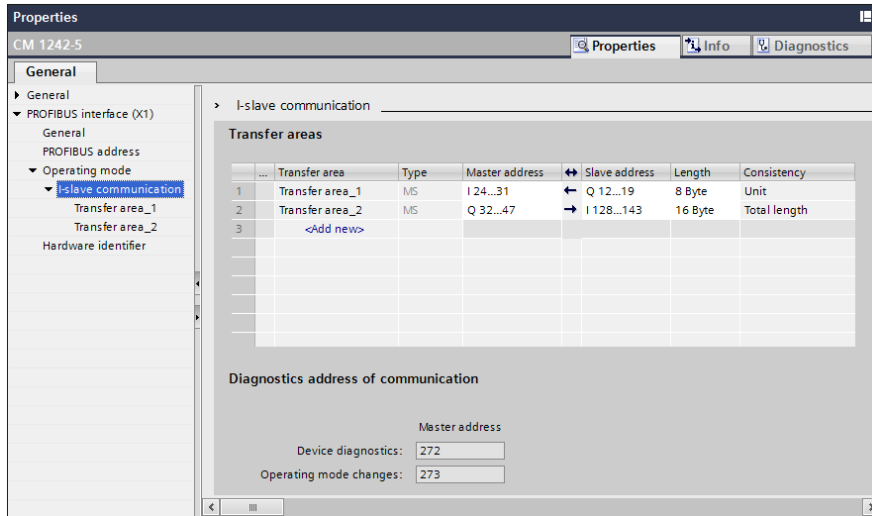 Properties
CM 1242-5
Properties Info Diagnostics
General
General
PROFIBUS interface (X1)
General
PROFIBUS address
Operating mode
I-slave communication
Transfer area_1
Transfer area_2
Hardware identifier
I-slave communication
Transfer areas
... Transfer area Type Master address ↔ Slave address Length Consistency
1 Transfer area_1 MS I 24...31 ← Q 12...19 8 Byte Unit
2 Transfer area_2 MS Q 32...47 → I 128...143 16 Byte Total length
3 <Add new>
Diagnostics address of communication
Master address
Device diagnostics: 272
Operating mode changes: 273